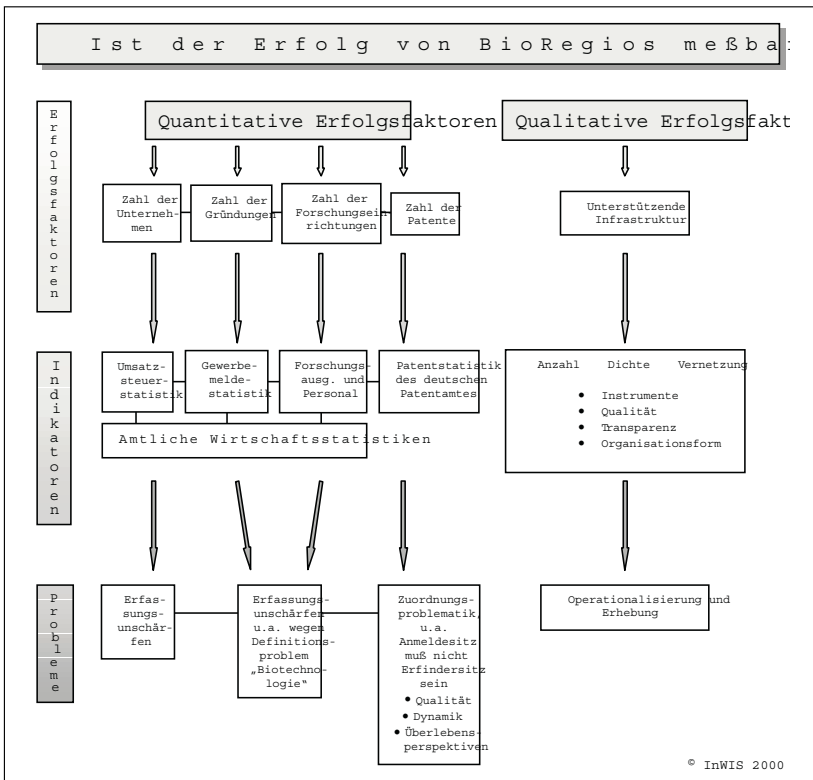 Ist der Erfolg von BioRegios meßba
Erfolgsfaktoren
Quantitative Erfolgsfaktoren
Qualitative Erfolgsfakt
Zahl der
Unterneh-
men
Zahl der
Gründungen
Zahl der
Forschungsein
richtungen
Zahl der
Patente
Unterstützende
Infrastruktur
Indikatoren
Umsatz-
steuer-
statistik
Gewerbe-
melde-
statistik
Forschungs-
ausg. und
Personal
Patentstatistik
des deutschen
Patentamtes
Amtliche Wirtschaftsstatistiken
Anzahl Dichte Vernetzung
• Instrumente
• Qualität
• Transparenz
• Organisationsform
Probleme
Erfas-
sungs-
unschär-
fen
Erfassungs-
unschärfen
u.a. wegen
Definitions-
problem
„Biotechno-
logie“
Zuordnungs-
problematik,
u.a.
Anmeldesitz
muß nicht
Erfindersitz
sein
• Qualität
• Dynamik
• Überlebens-
perspektiven
Operationalisierung und
Erhebung
© InWIS 2000